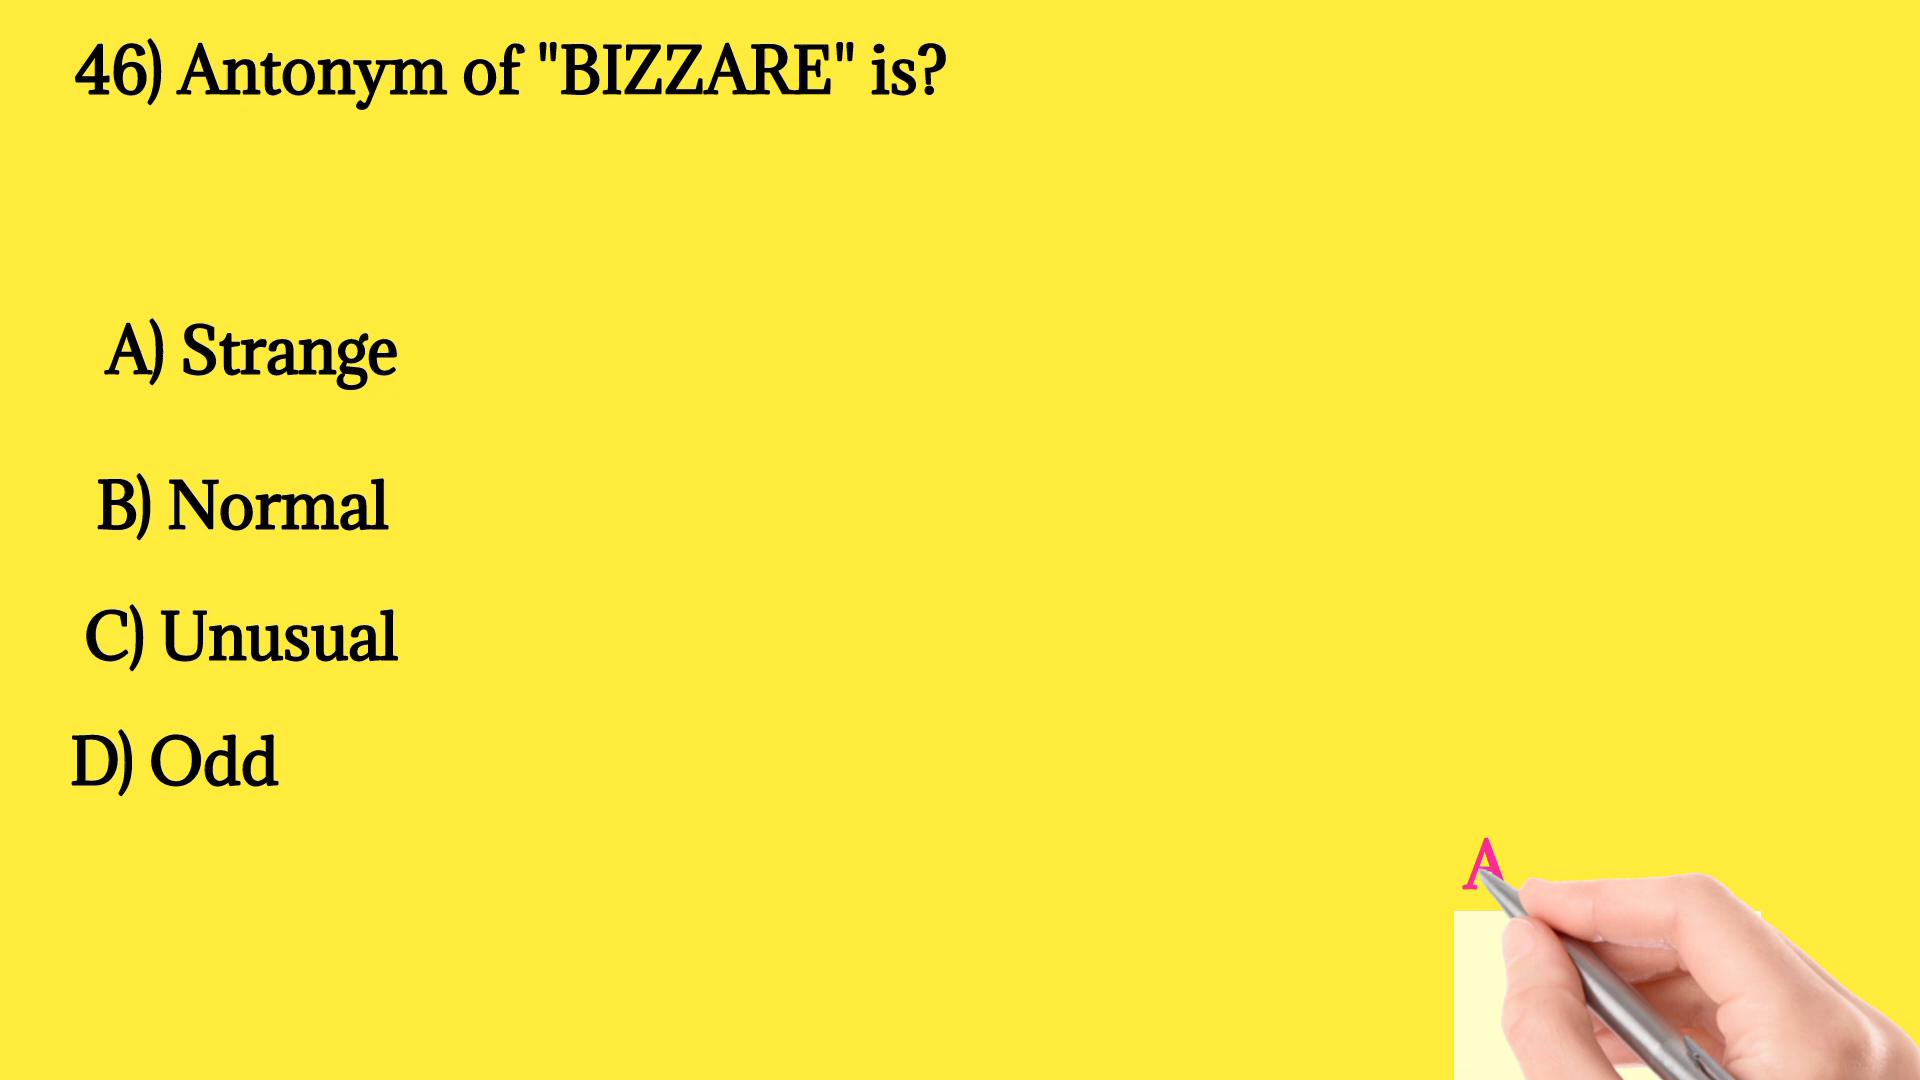 46) Antonym of "BIZZARE" is?
A) Strange
B) Normal
C) Unusual
D) Odd
A